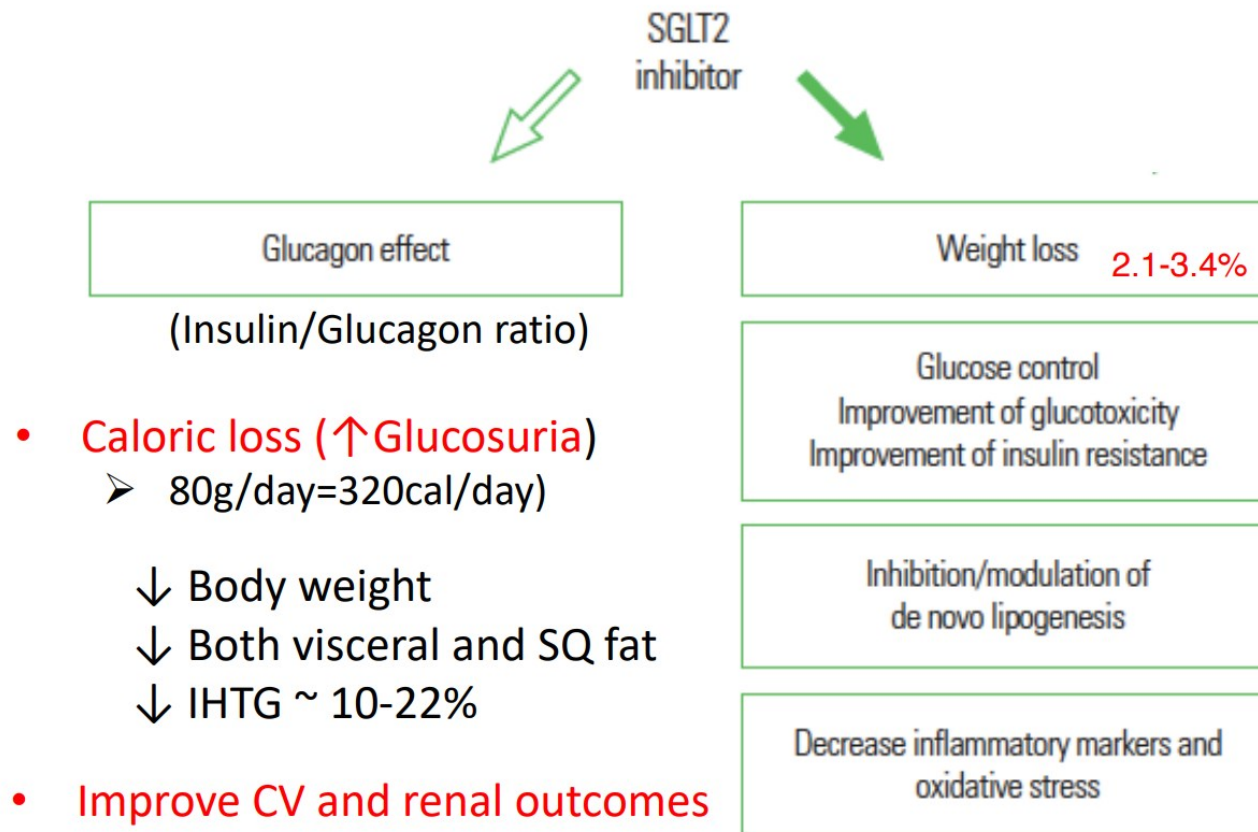 SGLT2
inhibitor
Glucagon effect
(Insulin/Glucagon ratio)
• Caloric loss (↑Glucosuria)
➢ 80g/day=320cal/day)
↓ Body weight
↓ Both visceral and SQ fat
↓ IHTG ~ 10-22%
• Improve CV and renal outcomes
Weight loss 2.1-3.4%
Glucose control
Improvement of glucotoxicity
Improvement of insulin resistance
Inhibition/modulation of
de novo lipogenesis
Decrease inflammatory markers and
oxidative stress